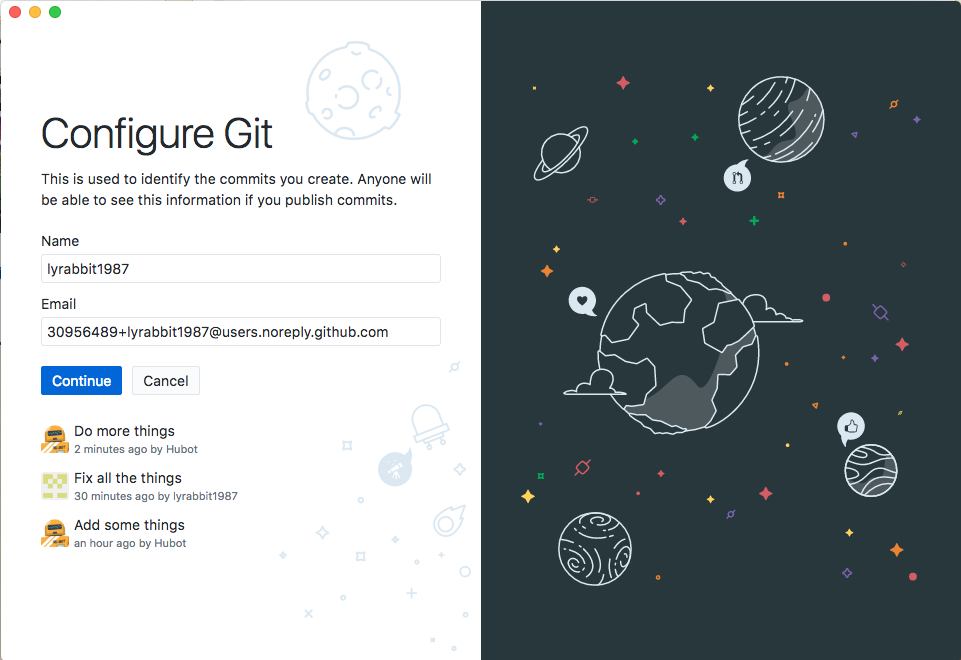 Configure Git
This is used to identify the commits you create. Anyone will
be able to see this information if you publish commits.
Name
lyrabbit1987
Email
30956489+lyrabbit1987@users.noreply.github.com
Continue
Cancel
Do more things
2 minutes ago by Hubot
Fix all the things
30 minutes ago by lyrabbit1987
Add some things
an hour ago by Hubot